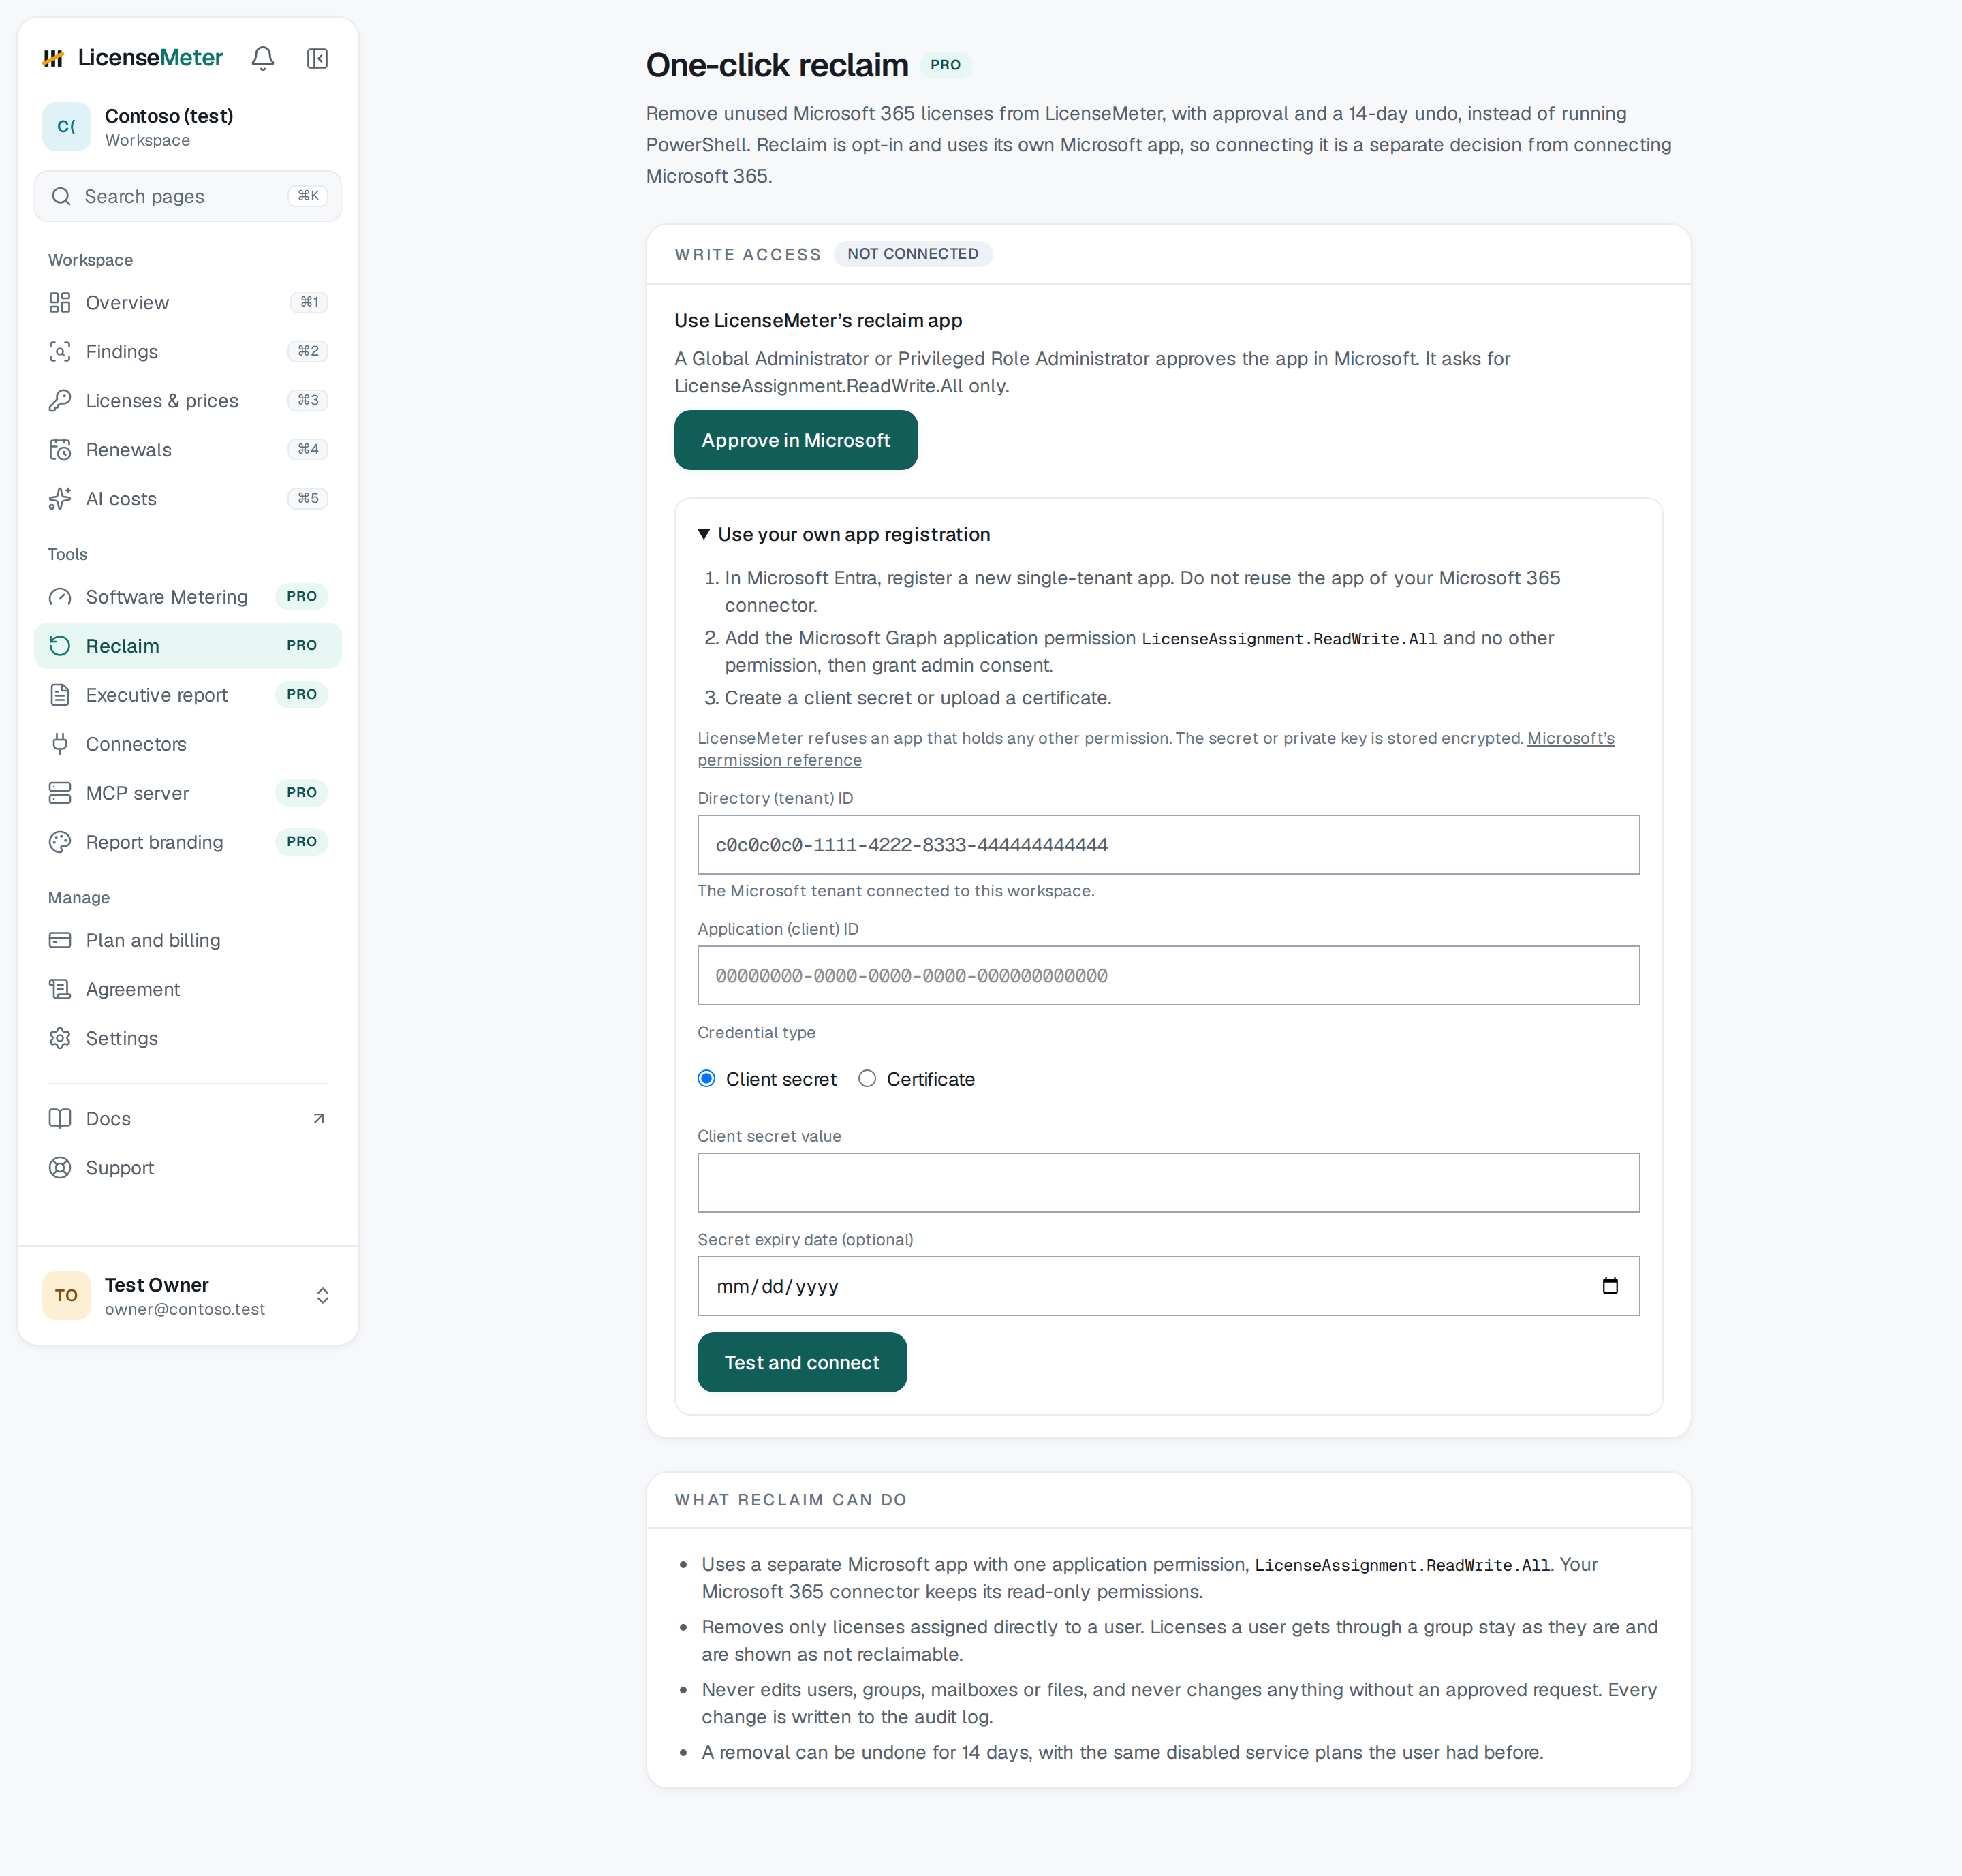 LicenseMeter
C(
Contoso (test)
Workspace
Search pages ⌘K
Workspace
Overview ⌘1
Findings ⌘2
Licenses & prices ⌘3
Renewals ⌘4
AI costs ⌘5
Tools
Software Metering PRO
Reclaim PRO
Executive report PRO
Connectors
MCP server PRO
Report branding PRO
Manage
Plan and billing
Agreement
Settings
Docs
Support
TO
Test Owner
owner@contoso.test
One-click reclaim PRO
Remove unused Microsoft 365 licenses from LicenseMeter, with approval and a 14-day undo, instead of running
PowerShell. Reclaim is opt-in and uses its own Microsoft app, so connecting it is a separate decision from connecting
Microsoft 365.
WRITE ACCESS NOT CONNECTED
Use LicenseMeter’s reclaim app
A Global Administrator or Privileged Role Administrator approves the app in Microsoft. It asks for
LicenseAssignment.ReadWrite.All only.
Approve in Microsoft
Use your own app registration
1. In Microsoft Entra, register a new single-tenant app. Do not reuse the app of your Microsoft 365
connector.
2. Add the Microsoft Graph application permission LicenseAssignment.ReadWrite.All and no other
permission, then grant admin consent.
3. Create a client secret or upload a certificate.
LicenseMeter refuses an app that holds any other permission. The secret or private key is stored encrypted. Microsoft’s
permission reference
Directory (tenant) ID
c0c0c0c0-1111-4222-8333-444444444444
The Microsoft tenant connected to this workspace.
Application (client) ID
00000000-0000-0000-0000-000000000000
Credential type
Client secret Certificate
Client secret value
Secret expiry date (optional)
mm/dd/yyyy
Test and connect
WHAT RECLAIM CAN DO
• Uses a separate Microsoft app with one application permission, LicenseAssignment.ReadWrite.All. Your
Microsoft 365 connector keeps its read-only permissions.
• Removes only licenses assigned directly to a user. Licenses a user gets through a group stay as they are and
are shown as not reclaimable.
• Never edits users, groups, mailboxes or files, and never changes anything without an approved request. Every
change is written to the audit log.
• A removal can be undone for 14 days, with the same disabled service plans the user had before.